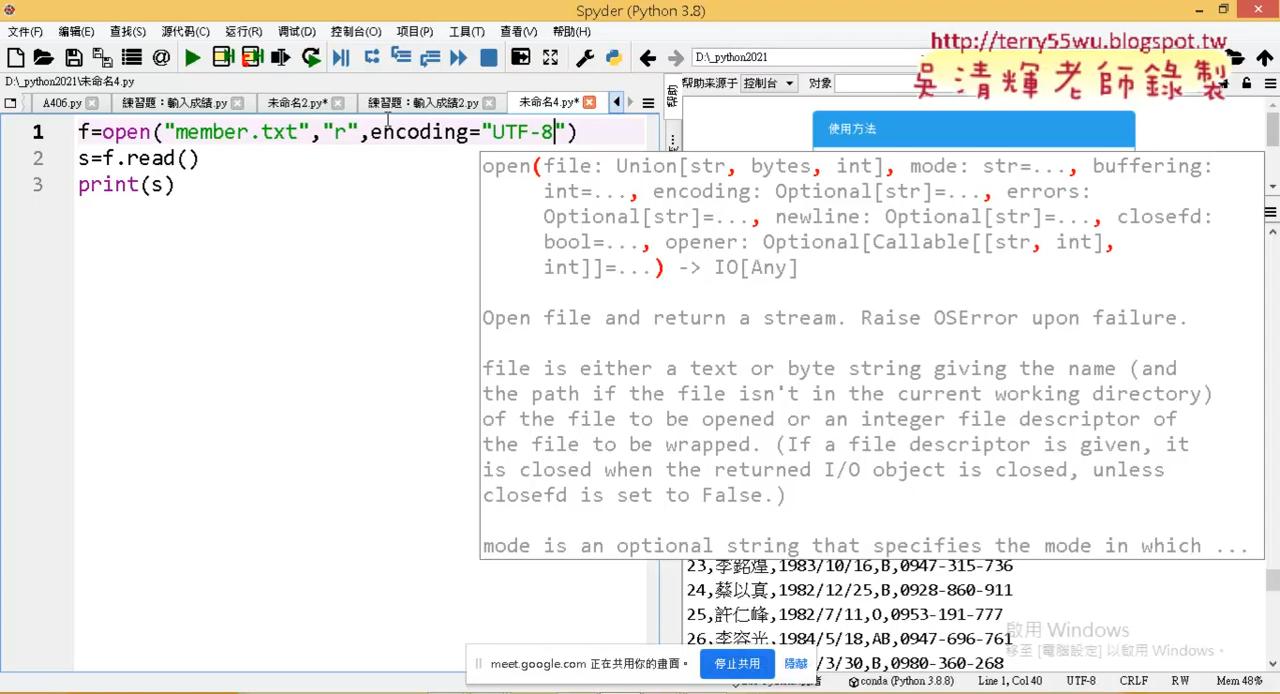 Spyder (Python 3.8)
文件(F) 编辑(E) 查找(S) 源代码(C) 运行(R) 调试(D) 控制台(O) 项目(P) 工具(T) 查看(V) 帮助(H)
http://terry55wu.blogspot.tw
吳清輝老師錄製
D:\_python2021
D:\_python2021\未命名4.py
帮助来源于 控制台 对象
A406.py 練習題：輸入成績.py 未命名2.py* 練習題：輸入成績2.py 未命名4.py*
使用方法
1 f=open("member.txt","r",encoding="UTF-8")
2 s=f.read()
3 print(s)
open(file: Union[str, bytes, int], mode: str=..., buffering:
int=..., encoding: Optional[str]=..., errors:
Optional[str]=..., newline: Optional[str]=..., closefd:
bool=..., opener: Optional[Callable[[str, int],
int]]=...) -> IO[Any]
Open file and return a stream. Raise OSError upon failure.
file is either a text or byte string giving the name (and
the path if the file isn't in the current working directory)
of the file to be opened or an integer file descriptor of
the file to be wrapped. (If a file descriptor is given, it
is closed when the returned I/O object is closed, unless
closefd is set to False.)
mode is an optional string that specifies the mode in which ...
23,李銘煌,1983/10/16,B,0947-315-736
24,蔡以真,1982/12/25,B,0928-860-911
25,許仁峰,1982/7/11,O,0953-191-777
26,李容光,1984/5/18,AB,0947-696-761
/3/30,B,0980-360-268
啟用 Windows
移至 [電腦設定] 以啟用 Windows。
meet.google.com 正在共用你的畫面。 停止共用 隱藏
conda (Python 3.8.8) Line 1, Col 40 UTF-8 CRLF RW Mem 48%